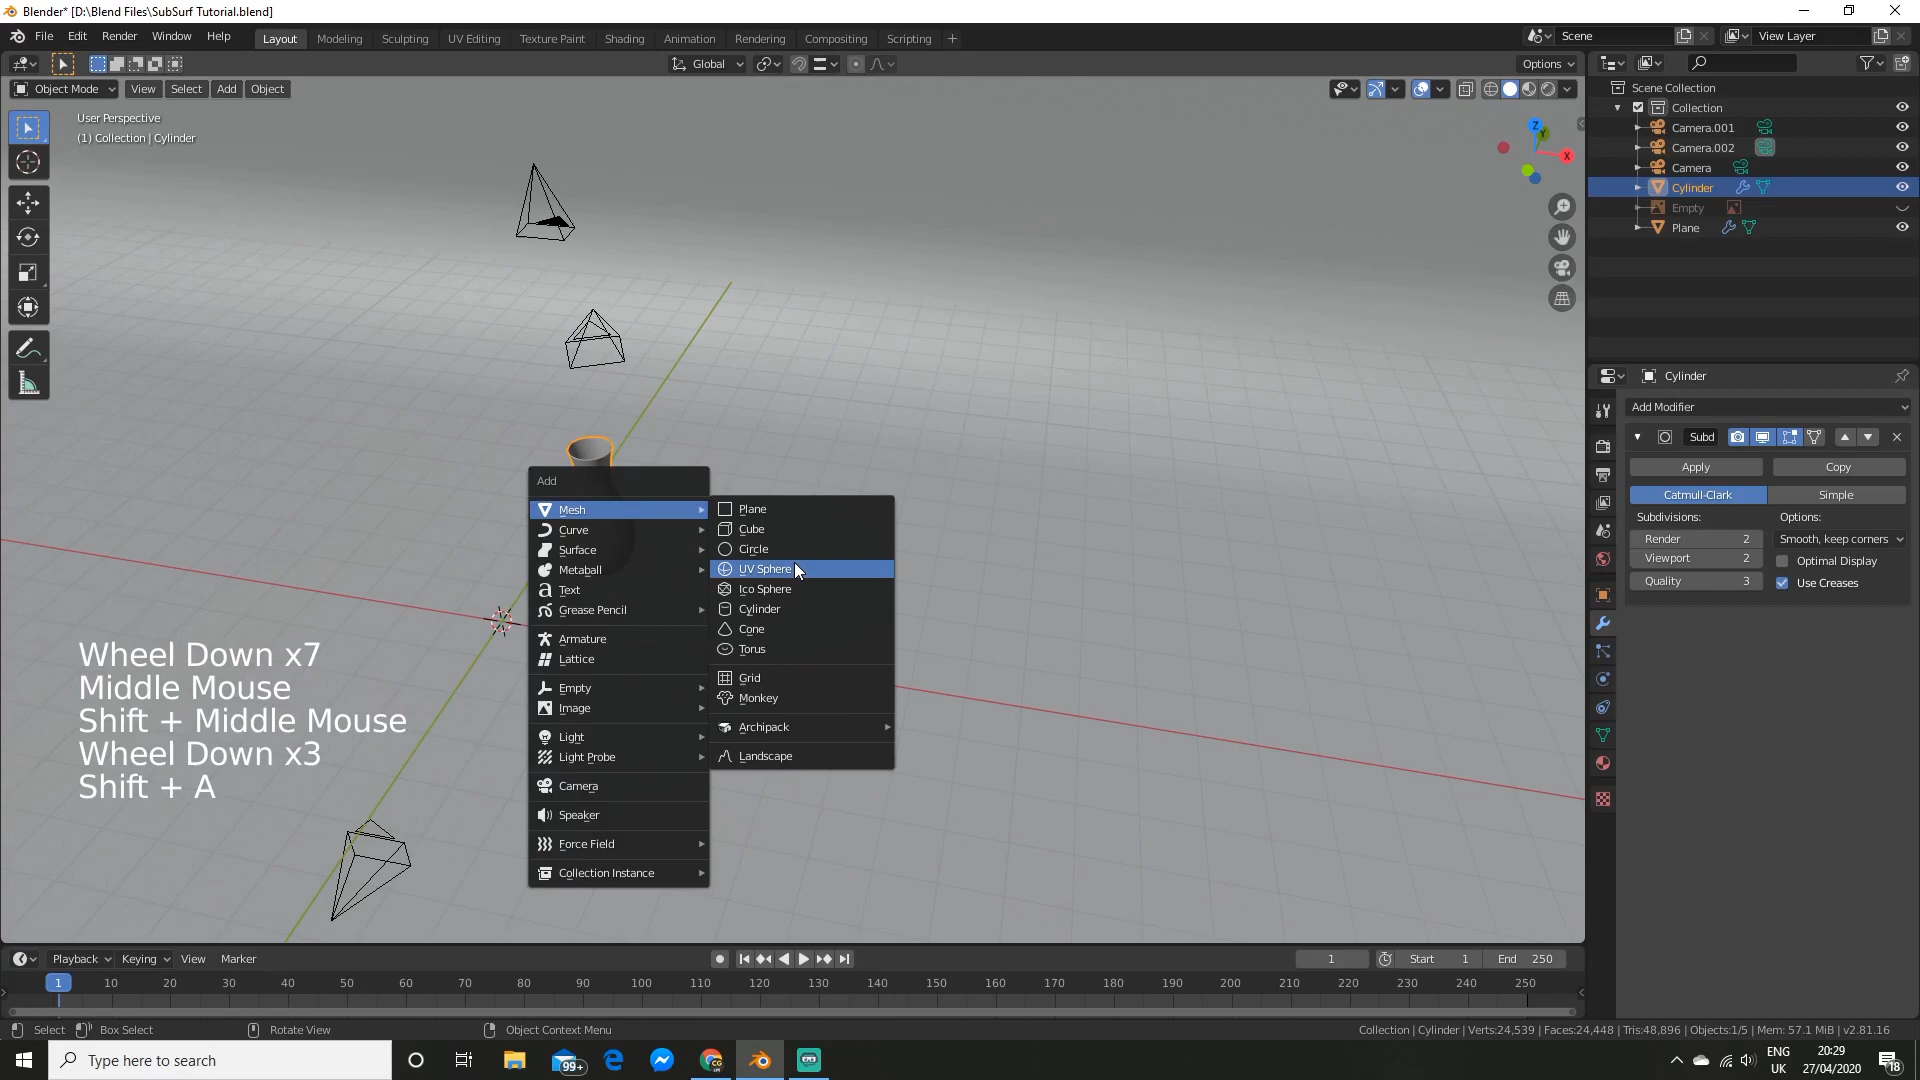 Blender* [D:\Blend Files\SubSurf Tutorial.blend]
File Edit Render Window Help Layout Modeling Sculpting UV Editing Texture Paint Shading Animation Rendering Compositing Scripting + Scene View Layer
Global Options
Object Mode View Select Add Object
User Perspective
(1) Collection | Cylinder
Z
Y
X
Scene Collection
Collection
Camera.001
Camera.002
Camera
Cylinder
Empty
Plane
Cylinder
Add Modifier
Subd
Apply Copy
Catmull-Clark Simple
Subdivisions: Options:
Render 2 Smooth, keep corners
Viewport 2 Optimal Display
Quality 3 Use Creases
Add
Mesh
Curve
Surface
Metaball
Text
Grease Pencil
Armature
Lattice
Empty
Image
Light
Light Probe
Camera
Speaker
Force Field
Collection Instance
Plane
Cube
Circle
UV Sphere
Ico Sphere
Cylinder
Cone
Torus
Grid
Monkey
Archipack
Landscape
Wheel Down x7
Middle Mouse
Shift + Middle Mouse
Wheel Down x3
Shift + A
Playback Keying View Marker 1 Start 1 End 250
1 10 20 30 40 50 60 70 80 90 100 110 120 130 140 150 160 170 180 190 200 210 220 230 240 250
Select Box Select Rotate View Object Context Menu Collection | Cylinder | Verts:24,539 | Faces:24,448 | Tris:48,896 | Objects:1/5 | Mem: 57.1 MiB | v2.81.16
Type here to search 99+ ENG 20:29
UK 27/04/2020 18